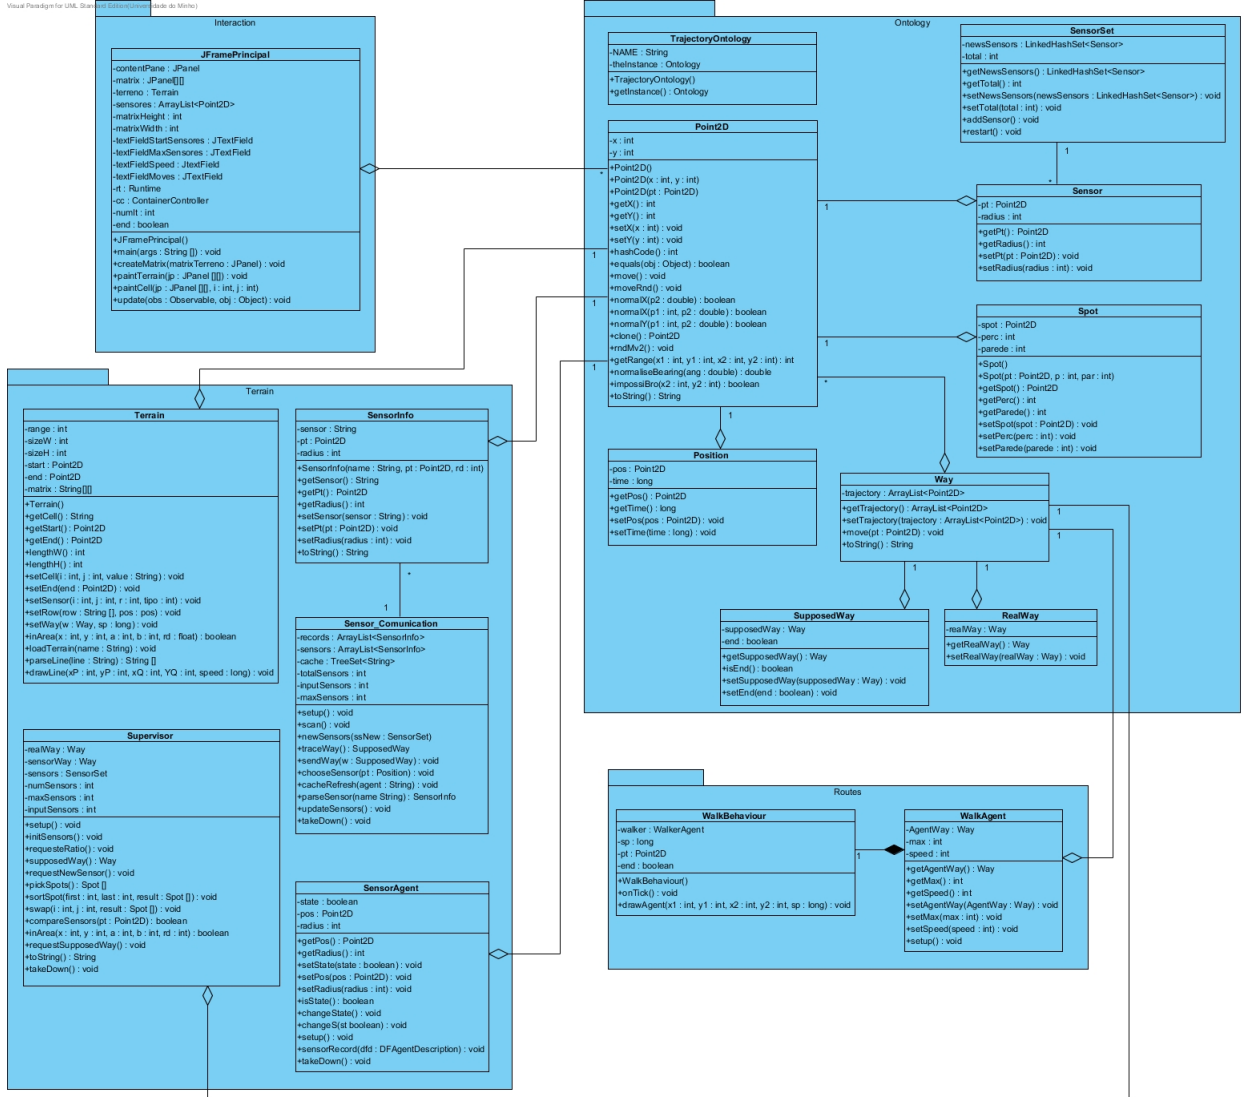 Visual Paradigm for UML Standard Edition(Universidade do Minho)
Interaction
JFramePrincipal
-contentPane : JPanel
-matrix : JPanel[][]
-terreno : Terrain
-sensores : ArrayList<Point2D>
-matrixHeight : int
-matrixWidth : int
-textFieldStartSensores : JTextField
-textFieldMaxSensores : JTextField
-textFieldSpeed : JtextField
-textFieldMoves : JTextField
-rt : Runtime
-cc : ContainerController
-numIt : int
-end : boolean
+JFramePrincipal()
+main(args : String []) : void
+createMatrix(matrixTerreno : JPanel) : void
+paintTerrain(jp : JPanel [][]) : void
+paintCell(jp : JPanel [][], i : int, j : int)
+update(obs : Observable, obj : Object) : void
Ontology
TrajectoryOntology
-NAME : String
-theInstance : Ontology
+TrajectoryOntology()
+getInstance() : Ontology
SensorSet
-newsSensors : LinkedHashSet<Sensor>
-total : int
+getNewsSensors() : LinkedHashSet<Sensor>
+getTotal() : int
+setNewsSensors(newsSensors : LinkedHashSet<Sensor>) : void
+setTotal(total : int) : void
+addSensor() : void
+restart() : void
1
*
Point2D
-x : int
-y : int
+Point2D()
+Point2D(x : int, y : int)
+Point2D(pt : Point2D)
+getX() : int
+getY() : int
+setX(x : int) : void
+setY(y : int) : void
+hashCode() : int
+equals(obj : Object) : boolean
+move() : void
+moveRnd() : void
+normalX(p2 : double) : boolean
+normalX(p1 : int, p2 : double) : boolean
+normalY(p1 : int, p2 : double) : boolean
+clone() : Point2D
+rndMv2() : void
+getRange(x1 : int, y1 : int, x2 : int, y2 : int) : int
+normaliseBearing(ang : double) : double
+impossiBro(x2 : int, y2 : int) : boolean
+toString() : String
*
1
1
1
1
1
*
1
Sensor
-pt : Point2D
-radius : int
+getPt() : Point2D
+getRadius() : int
+setPt(pt : Point2D) : void
+setRadius(radius : int) : void
Spot
-spot : Point2D
-perc : int
-parede : int
+Spot()
+Spot(pt : Point2D, p : int, par : int)
+getSpot() : Point2D
+getPerc() : int
+getParede() : int
+setSpot(spot : Point2D) : void
+setPerc(perc : int) : void
+setParede(parede : int) : void
Position
-pos : Point2D
-time : long
+getPos() : Point2D
+getTime() : long
+setPos(pos : Point2D) : void
+setTime(time : long) : void
Way
-trajectory : ArrayList<Point2D>
+getTrajectory() : ArrayList<Point2D>
+setTrajectory(trajectory : ArrayList<Point2D>) : void
+move(pt : Point2D) : void
+toString() : String
1
1
1
1
SupposedWay
-supposedWay : Way
-end : boolean
+getSupposedWay() : Way
+isEnd() : boolean
+setSupposedWay(supposedWay : Way) : void
+setEnd(end : boolean) : void
RealWay
-realWay : Way
+getRealWay() : Way
+setRealWay(realWay : Way) : void
Terrain
Terrain
-range : int
-sizeW : int
-sizeH : int
-start : Point2D
-end : Point2D
-matrix : String[][]
+Terrain()
+getCell() : String
+getStart() : Point2D
+getEnd() : Point2D
+lengthW() : int
+lengthH() : int
+setCell(i : int, j : int, value : String) : void
+setEnd(end : Point2D) : void
+setSensor(i : int, j : int, r : int, tipo : int) : void
+setRow(row : String [], pos : pos) : void
+setWay(w : Way, sp : long) : void
+inArea(x : int, y : int, a : int, b : int, rd : float) : boolean
+loadTerrain(name : String) : void
+parseLine(line : String) : String []
+drawLine(xP : int, yP : int, xQ : int, YQ : int, speed : long) : void
SensorInfo
-sensor : String
-pt : Point2D
-radius : int
+SensorInfo(name : String, pt : Point2D, rd : int)
+getSensor() : String
+getPt() : Point2D
+getRadius() : int
+setSensor(sensor : String) : void
+setPt(pt : Point2D) : void
+setRadius(radius : int) : void
+toString() : String
*
1
Sensor_Comunication
-records : ArrayList<SensorInfo>
-sensors : ArrayList<SensorInfo>
-cache : TreeSet<String>
-totalSensors : int
-inputSensors : int
-maxSensors : int
+setup() : void
+scan() : void
+newSensors(ssNew : SensorSet)
+traceWay() : SupposedWay
+sendWay(w : SupposedWay) : void
+chooseSensor(pt : Position) : void
+cacheRefresh(agent : String) : void
+parseSensor(name String) : SensorInfo
+updateSensors() : void
+takeDown() : void
Supervisor
-realWay : Way
-sensorWay : Way
-sensors : SensorSet
-numSensors : int
-maxSensors : int
-inputSensors : int
+setup() : void
+initSensors() : void
+requesteRatio() : void
+supposedWay() : Way
+requestNewSensor() : void
+pickSpots() : Spot []
+sortSpot(first : int, last : int, result : Spot []) : void
+swap(i : int, j : int, result : Spot []) : void
+compareSensors(pt : Point2D) : boolean
+inArea(x : int, y : int, a : int, b : int, rd : int) : boolean
+requestSupposedWay() : void
+toString() : String
+takeDown() : void
SensorAgent
-state : boolean
-pos : Point2D
-radius : int
+getPos() : Point2D
+getRadius() : int
+setState(state : boolean) : void
+setPos(pos : Point2D) : void
+setRadius(radius : int) : void
+isState() : boolean
+changeState() : void
+changeS(st boolean) : void
+setup() : void
+sensorRecord(dfd : DFAgentDescription) : void
+takeDown() : void
Routes
WalkBehaviour
-walker : WalkerAgent
-sp : long
-pt : Point2D
-end : boolean
+WalkBehaviour()
+onTick() : void
+drawAgent(x1 : int, y1 : int, x2 : int, y2 : int, sp : long) : void
1
WalkAgent
-AgentWay : Way
-max : int
-speed : int
+getAgentWay() : Way
+getMax() : int
+getSpeed() : int
+setAgentWay(AgentWay : Way) : void
+setMax(max : int) : void
+setSpeed(speed : int) : void
+setup() : void